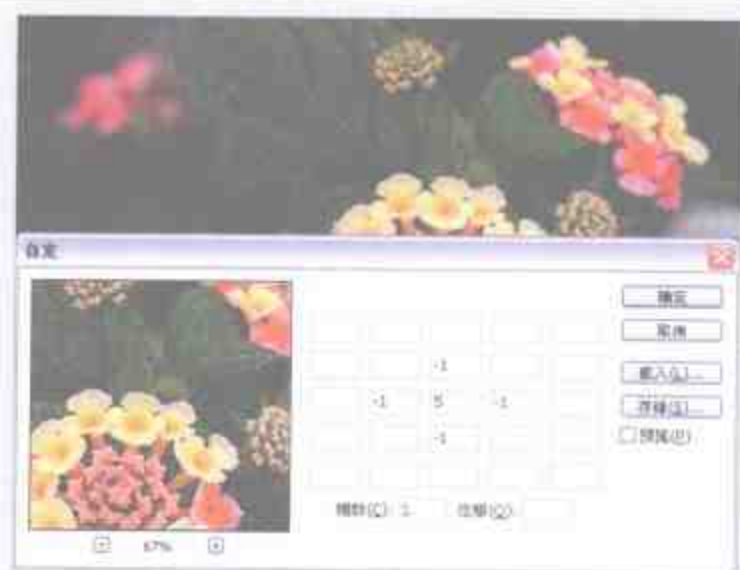 自定
确定
取消
载入(L)...
-1
存储(S)...
-1 5 -1
预览(P)
-1
缩放(C): 1 位移(O):
67%